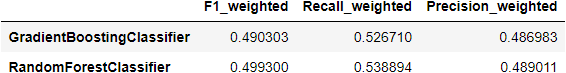 F1_weighted Recall_weighted Precision_weighted
GradientBoostingClassifier 0.490303 0.526710 0.486983
RandomForestClassifier 0.499300 0.538894 0.489011